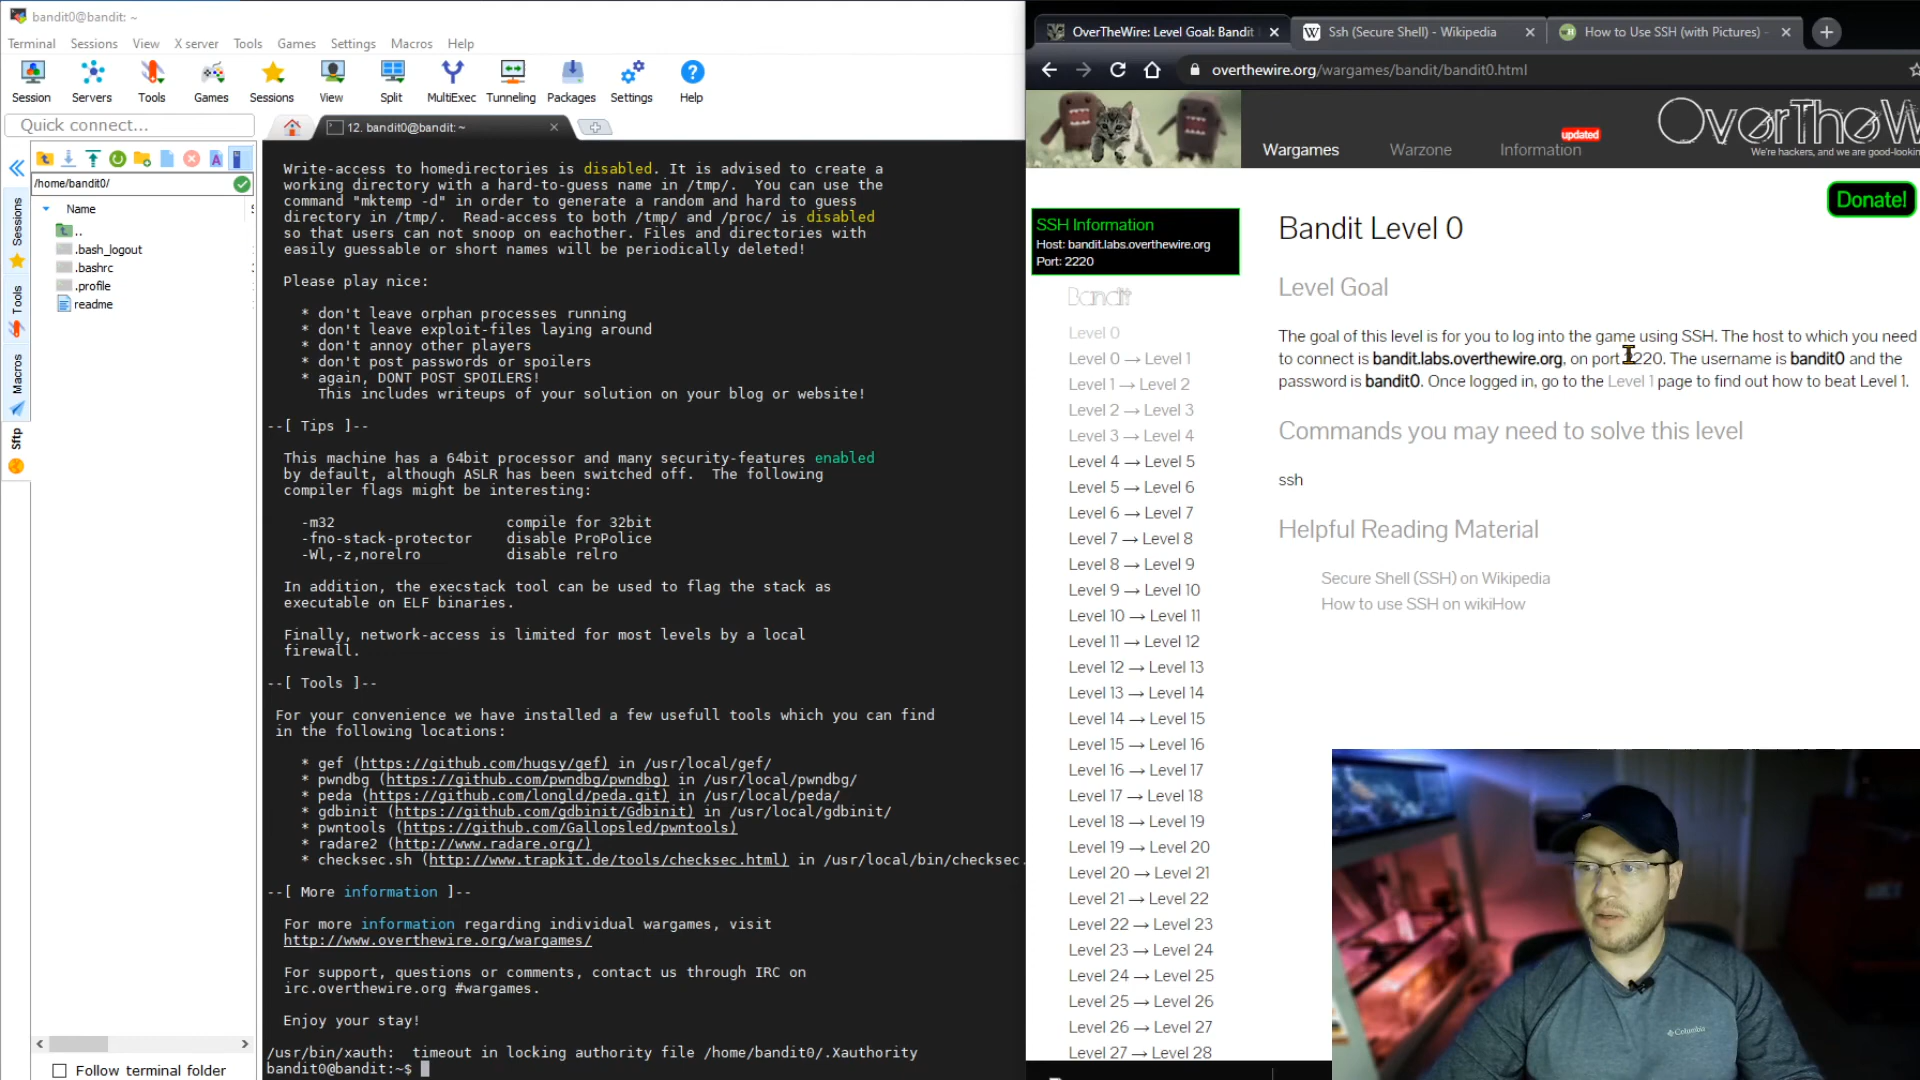 bandit0@bandit: ~
Terminal Sessions View X server Tools Games Settings Macros Help
Session Servers Tools Games Sessions View Split MultiExec Tunneling Packages Settings Help
Quick connect...
12. bandit0@bandit: ~
/home/bandit0/
Name
..
.bash_logout
.bashrc
.profile
readme
Sessions
Tools
Macros
Sftp
Follow terminal folder
Write-access to homedirectories is disabled. It is advised to create a
working directory with a hard-to-guess name in /tmp/. You can use the
command "mktemp -d" in order to generate a random and hard to guess
directory in /tmp/. Read-access to both /tmp/ and /proc/ is disabled
so that users can not snoop on eachother. Files and directories with
easily guessable or short names will be periodically deleted!
Please play nice:
* don't leave orphan processes running
* don't leave exploit-files laying around
* don't annoy other players
* don't post passwords or spoilers
* again, DONT POST SPOILERS!
This includes writeups of your solution on your blog or website!
--[ Tips ]--
This machine has a 64bit processor and many security-features enabled
by default, although ASLR has been switched off. The following
compiler flags might be interesting:
-m32 compile for 32bit
-fno-stack-protector disable ProPolice
-Wl,-z,norelro disable relro
In addition, the execstack tool can be used to flag the stack as
executable on ELF binaries.
Finally, network-access is limited for most levels by a local
firewall.
--[ Tools ]--
For your convenience we have installed a few usefull tools which you can find
in the following locations:
* gef (https://github.com/hugsy/gef) in /usr/local/gef/
* pwndbg (https://github.com/pwndbg/pwndbg) in /usr/local/pwndbg/
* peda (https://github.com/longld/peda.git) in /usr/local/peda/
* gdbinit (https://github.com/gdbinit/Gdbinit) in /usr/local/gdbinit/
* pwntools (https://github.com/Gallopsled/pwntools)
* radare2 (http://www.radare.org/)
* checksec.sh (http://www.trapkit.de/tools/checksec.html) in /usr/local/bin/checksec.
--[ More information ]--
For more information regarding individual wargames, visit
http://www.overthewire.org/wargames/
For support, questions or comments, contact us through IRC on
irc.overthewire.org #wargames.
Enjoy your stay!
/usr/bin/xauth: timeout in locking authority file /home/bandit0/.Xauthority
bandit0@bandit:~$
OverTheWire: Level Goal: Bandit
Ssh (Secure Shell) - Wikipedia
How to Use SSH (with Pictures) -
overthewire.org/wargames/bandit/bandit0.html
Wargames Warzone Information
updated
OverTheW
We're hackers, and we are good-lookin
Donate!
SSH Information
Host: bandit.labs.overthewire.org
Port: 2220
Bandit
Level 0
Level 0 → Level 1
Level 1 → Level 2
Level 2 → Level 3
Level 3 → Level 4
Level 4 → Level 5
Level 5 → Level 6
Level 6 → Level 7
Level 7 → Level 8
Level 8 → Level 9
Level 9 → Level 10
Level 10 → Level 11
Level 11 → Level 12
Level 12 → Level 13
Level 13 → Level 14
Level 14 → Level 15
Level 15 → Level 16
Level 16 → Level 17
Level 17 → Level 18
Level 18 → Level 19
Level 19 → Level 20
Level 20 → Level 21
Level 21 → Level 22
Level 22 → Level 23
Level 23 → Level 24
Level 24 → Level 25
Level 25 → Level 26
Level 26 → Level 27
Level 27 → Level 28
Bandit Level 0
Level Goal
The goal of this level is for you to log into the game using SSH. The host to which you need
to connect is bandit.labs.overthewire.org, on port 2220. The username is bandit0 and the
password is bandit0. Once logged in, go to the Level 1 page to find out how to beat Level 1.
Commands you may need to solve this level
ssh
Helpful Reading Material
Secure Shell (SSH) on Wikipedia
How to use SSH on wikiHow
Columbia